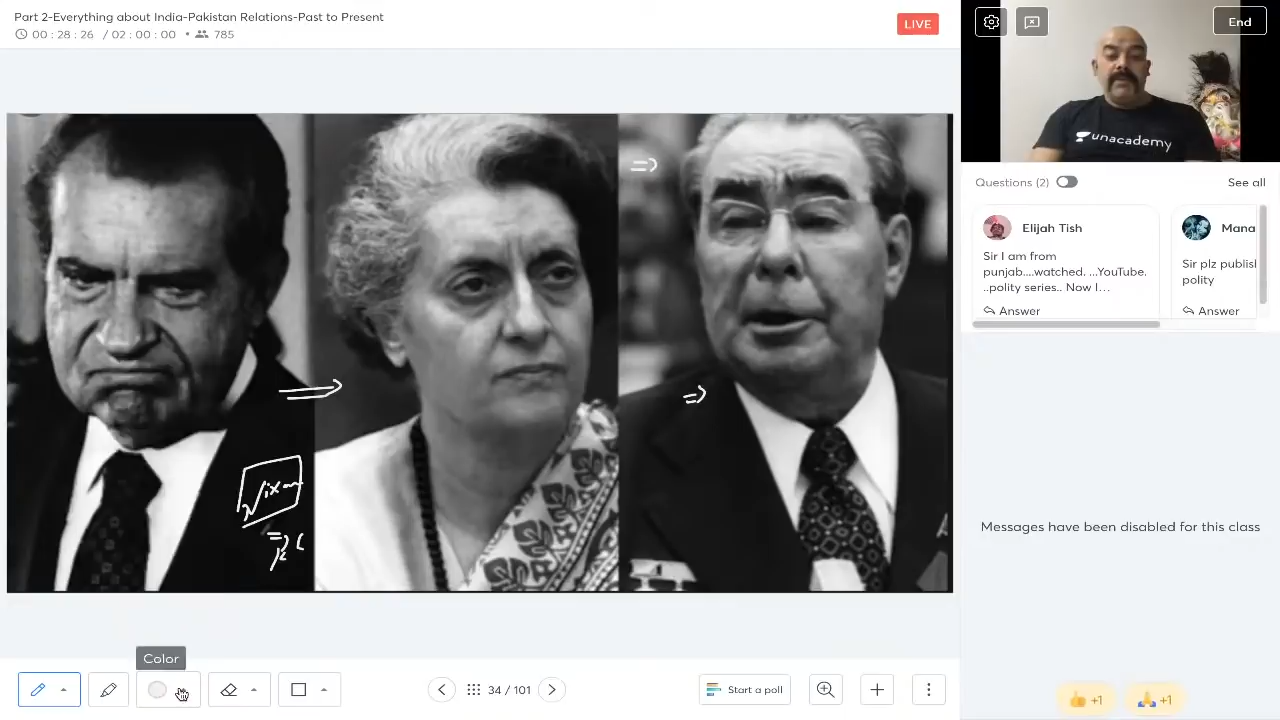 Part 2-Everything about India-Pakistan Relations-Past to Present
00 : 28 : 26 / 02 : 00 : 00 • 785
LIVE
End
unacademy
Questions (2)
See all
Elijah Tish
Sir I am from
punjab....watched. ...YouTube.
..polity series.. Now I...
Answer
Mana
Sir plz publisl
polity
Answer
Nixon
Messages have been disabled for this class
Color
34 / 101
Start a poll
+1
+1